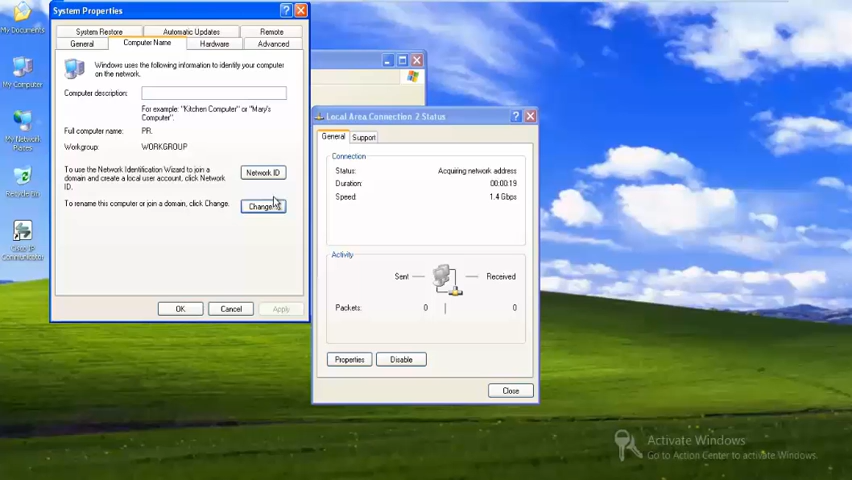 My Documents
My Computer
My Network
Places
Recycle Bin
Cisco IP
Communicator
System Properties
System Restore
Automatic Updates
Remote
General
Computer Name
Hardware
Advanced
Windows uses the following information to identify your computer
on the network.
Computer description:
For example: "Kitchen Computer" or "Mary's
Computer".
Full computer name:
PR.
Workgroup:
WORKGROUP
To use the Network Identification Wizard to join a
domain and create a local user account, click Network
ID.
Network ID
To rename this computer or join a domain, click Change.
Change...
OK
Cancel
Apply
Local Area Connection 2 Status
General
Support
Connection
Status:
Acquiring network address
Duration:
00:00:19
Speed:
1.4 Gbps
Activity
Sent
Received
Packets:
0
0
Properties
Disable
Close
Activate Windows
Go to Action Center to activate Windows.